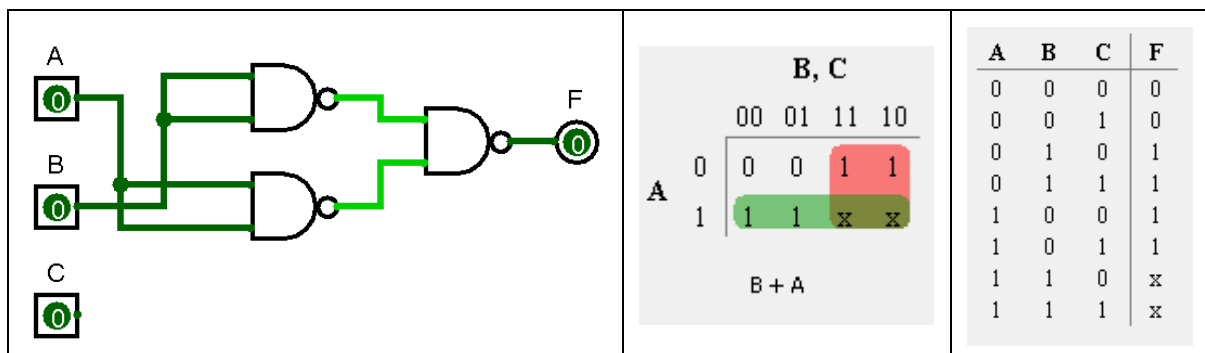 A
0
B
0
C
0
F
0
B, C
00 01 11 10
A
0 0 0 1 1
1 1 1 x x
B + A
A B C F
0 0 0 0
0 0 1 0
0 1 0 1
0 1 1 1
1 0 0 1
1 0 1 1
1 1 0 x
1 1 1 x